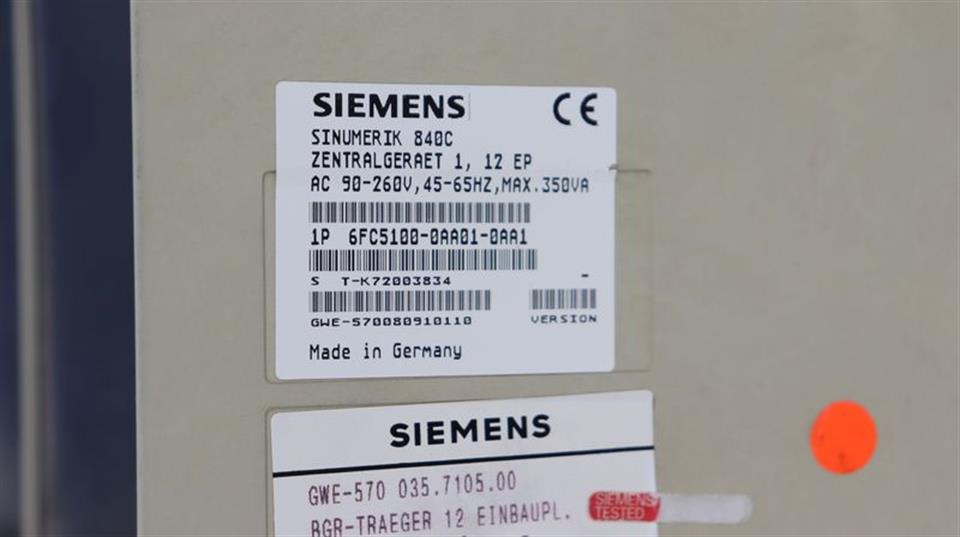 SIEMENS
CE
SINUMERIK 840C
ZENTRALGERAET 1, 12 EP
AC 90-260V,45-65HZ,MAX.350VA
1P 6FC5100-0AA01-0AA1
S T-K72003834 -
GWE-570080910110 VERSION
Made in Germany
SIEMENS
GWE-570 035.7105.00
BGR-TRAEGER 12 EINBAUPL.
SIEMENS
TESTED